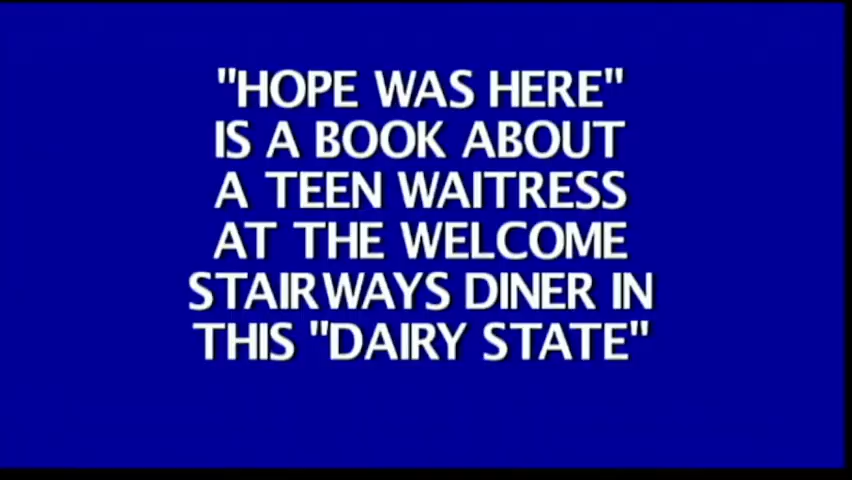 "HOPE WAS HERE"
IS A BOOK ABOUT
A TEEN WAITRESS
AT THE WELCOME
STAIRWAYS DINER IN
THIS "DAIRY STATE"